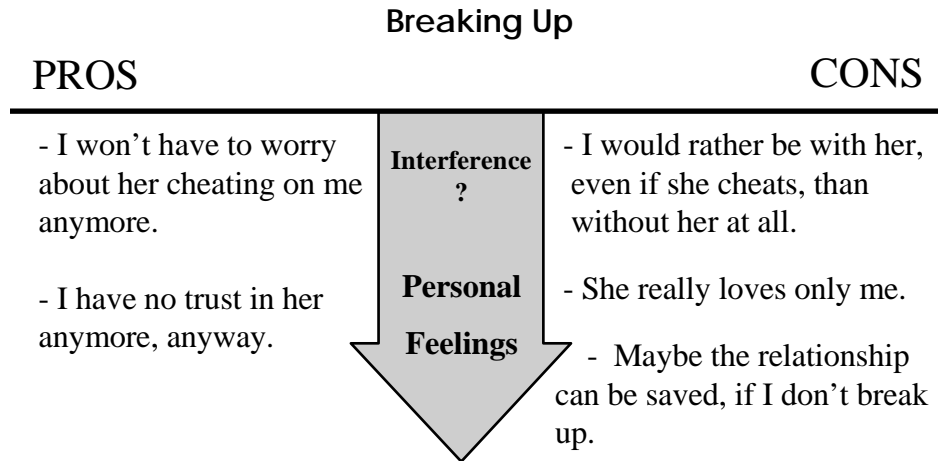 Breaking Up
PROS
CONS
- I won’t have to worry
about her cheating on me
anymore.
- I have no trust in her
anymore, anyway.
Interference
?
Personal
Feelings
- I would rather be with her,
even if she cheats, than
without her at all.
- She really loves only me.
- Maybe the relationship
can be saved, if I don’t break
up.